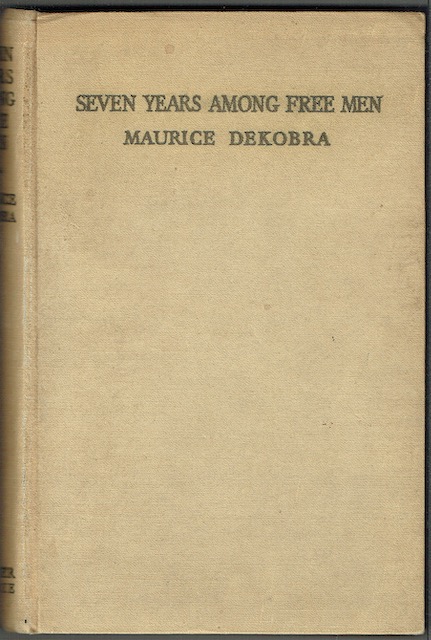 SEVEN YEARS AMONG FREE MEN
MAURICE DEKOBRA